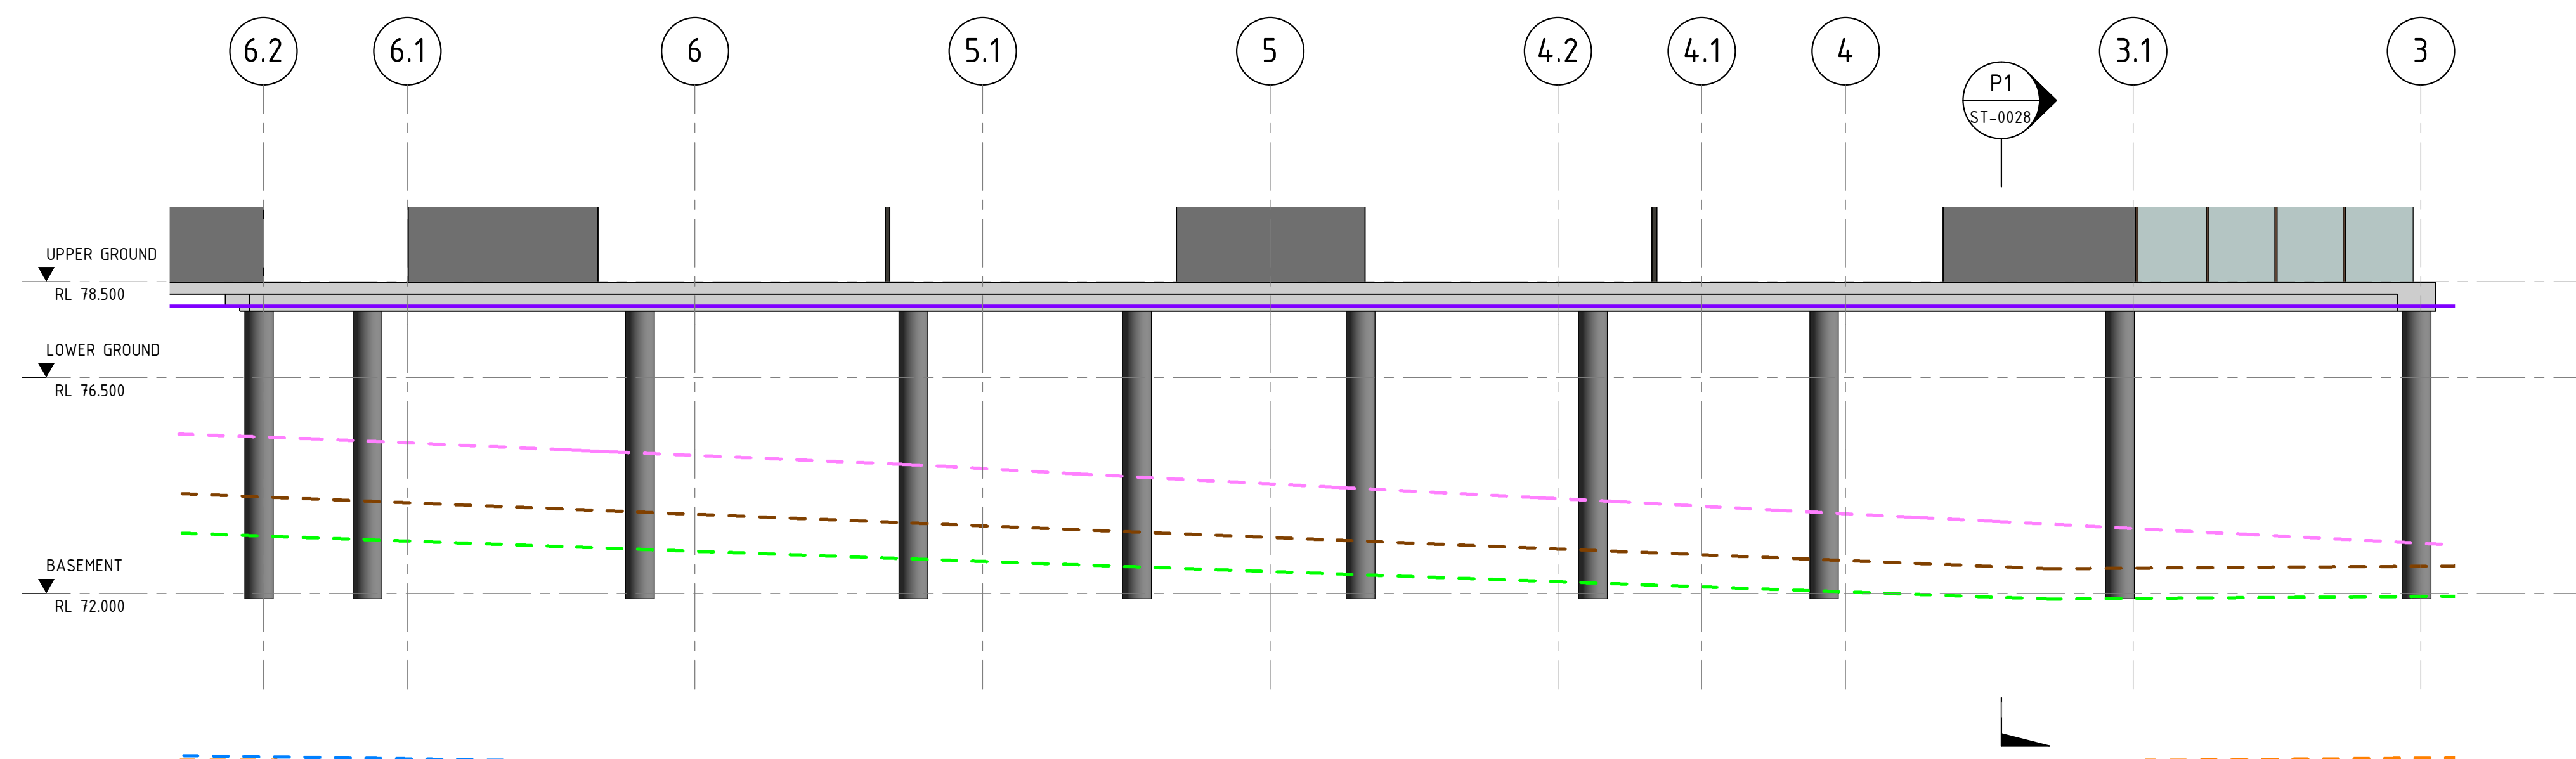 6.2
6.1
6
5.1
5
4.2
4.1
4
3.1
3
P1
ST-0028
UPPER GROUND
RL 78.500
LOWER GROUND
RL 76.500
BASEMENT
RL 72.000